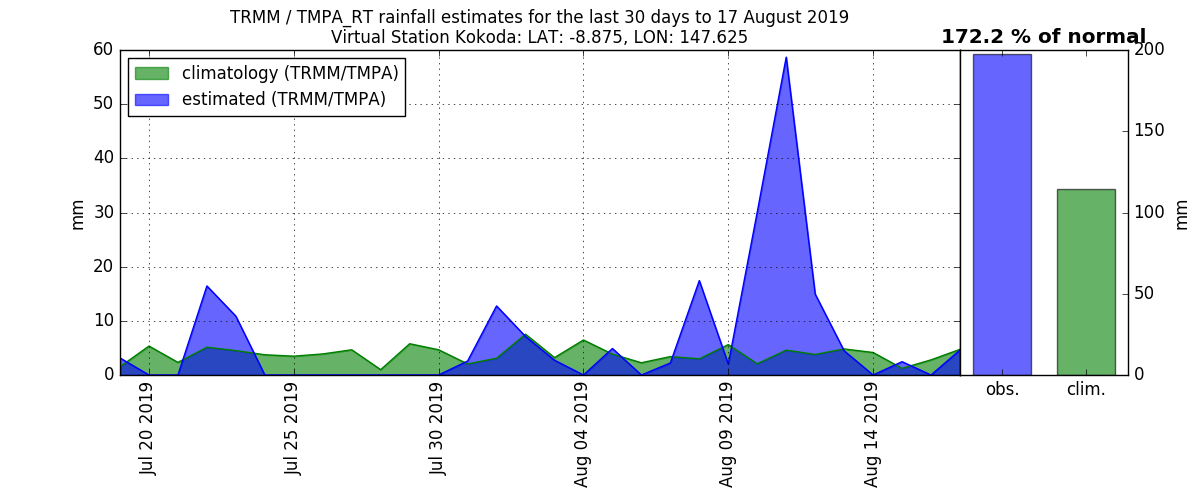 TRMM / TMPA_RT rainfall estimates for the last 30 days to 17 August 2019
Virtual Station Kokoda: LAT: -8.875, LON: 147.625
172.2 % of normal
climatology (TRMM/TMPA)
estimated (TRMM/TMPA)
60
50
40
30
20
10
0
mm
200
150
100
50
0
mm
Jul 20 2019
Jul 25 2019
Jul 30 2019
Aug 04 2019
Aug 09 2019
Aug 14 2019
obs.
clim.